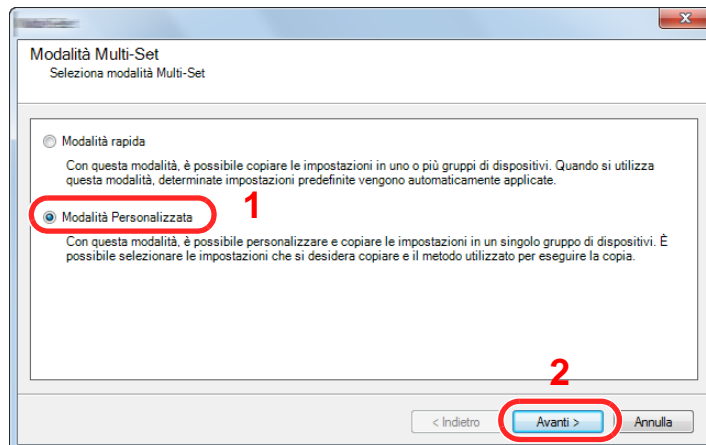 Modalità Multi-Set
Seleziona modalità Multi-Set
Modalità rapida
Con questa modalità, è possibile copiare le impostazioni in uno o più gruppi di dispositivi. Quando si utilizza
questa modalità, determinate impostazioni predefinite vengono automaticamente applicate.
1
Modalità Personalizzata
Con questa modalità, è possibile personalizzare e copiare le impostazioni in un singolo gruppo di dispositivi. È
possibile selezionare le impostazioni che si desidera copiare e il metodo utilizzato per eseguire la copia.
2
< Indietro
Avanti >
Annulla